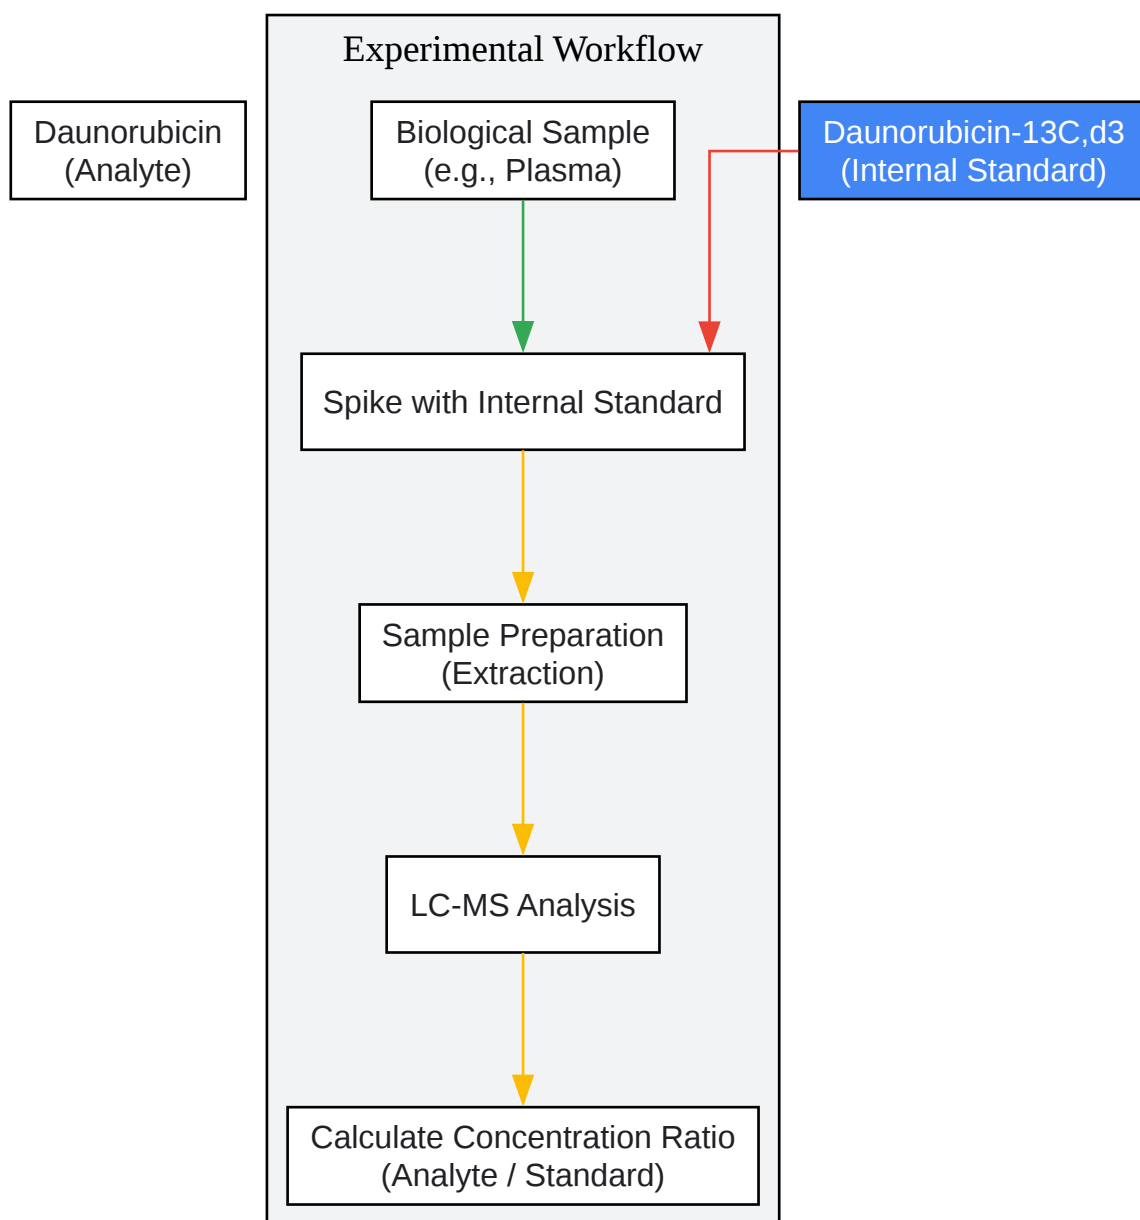 Experimental Workflow
Daunorubicin
(Analyte)
Biological Sample
(e.g., Plasma)
Daunorubicin-13C,d3
(Internal Standard)
Spike with Internal Standard
Sample Preparation
(Extraction)
LC-MS Analysis
Calculate Concentration Ratio
(Analyte / Standard)